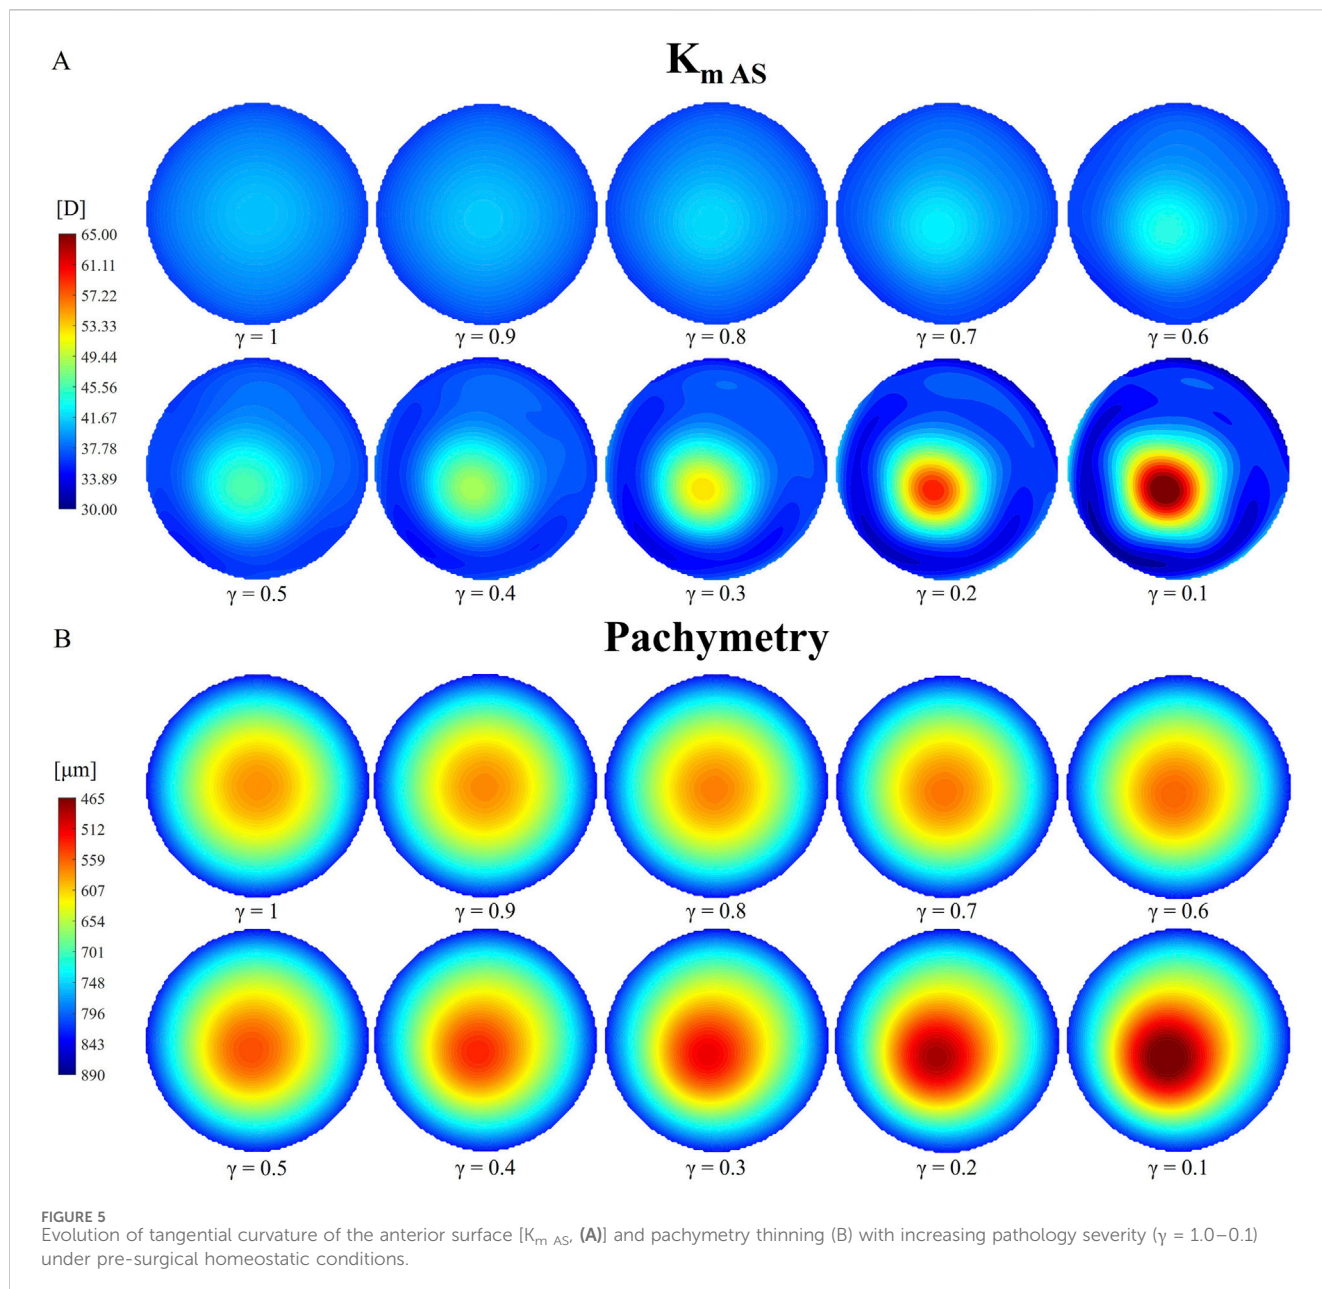 A
K_m AS
[D]
65.00
61.11
57.22
53.33
49.44
45.56
41.67
37.78
33.89
30.00
γ = 1
γ = 0.9
γ = 0.8
γ = 0.7
γ = 0.6
γ = 0.5
γ = 0.4
γ = 0.3
γ = 0.2
γ = 0.1
B
Pachymetry
[μm]
465
512
559
607
654
701
748
796
843
890
γ = 1
γ = 0.9
γ = 0.8
γ = 0.7
γ = 0.6
γ = 0.5
γ = 0.4
γ = 0.3
γ = 0.2
γ = 0.1
FIGURE 5
Evolution of tangential curvature of the anterior surface [K_m AS, (A)] and pachymetry thinning (B) with increasing pathology severity (γ = 1.0–0.1)
under pre-surgical homeostatic conditions.